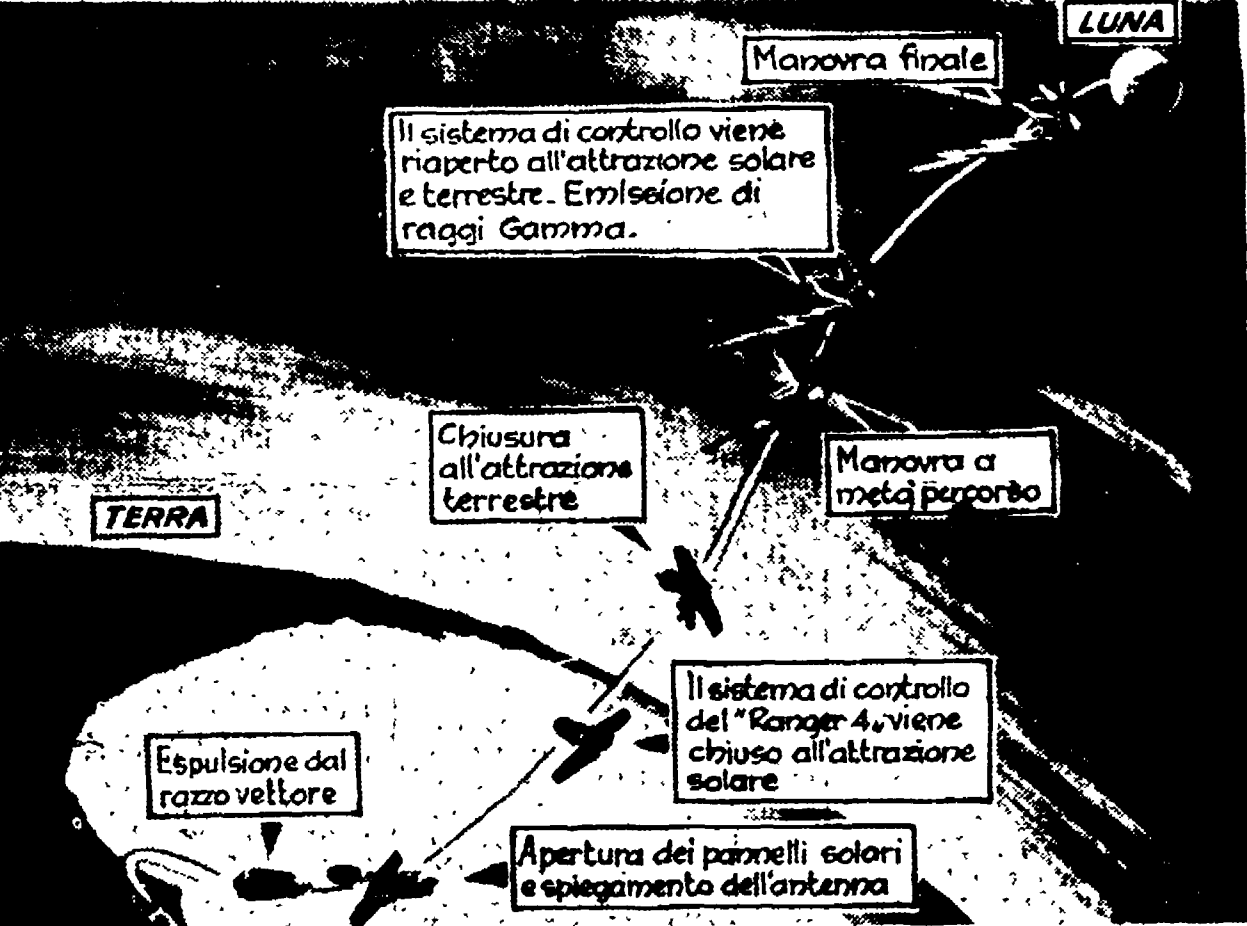 LUNA
Manovra finale
Il sistema di controllo viene
riaperto all'attrazione solare
e terrestre. Emissione di
raggi Gamma.
Chiusura
all'attrazione
terrestre
Manovra a
metà percorso
TERRA
Il sistema di controllo
del "Ranger 4„ viene
chiuso all'attrazione
solare
Espulsione dal
razzo vettore
Apertura dei pannelli solari
e spiegamento dell'antenna